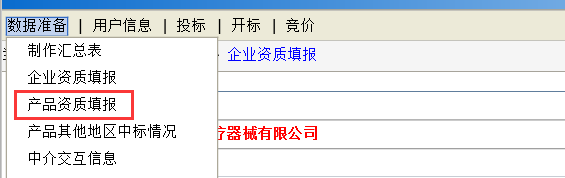 数据准备 | 用户信息 | 投标 | 开标 | 竞价
企业资质填报
制作汇总表
企业资质填报
产品资质填报
产品其他地区中标情况
疗器械有限公司
中介交互信息